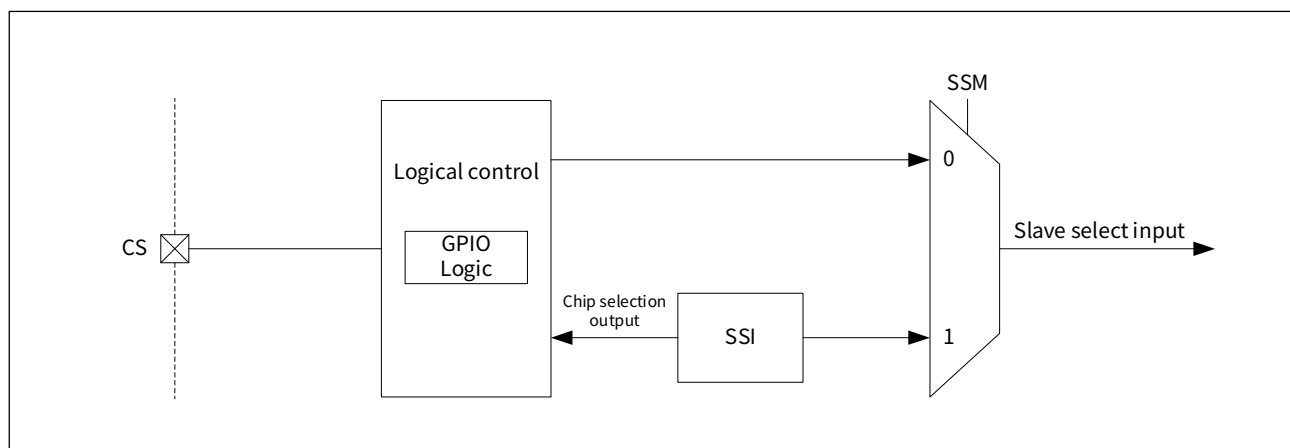 SSM
0
Logical control
CS
GPIO
Logic
Slave select input
Chip selection
output
SSI
1